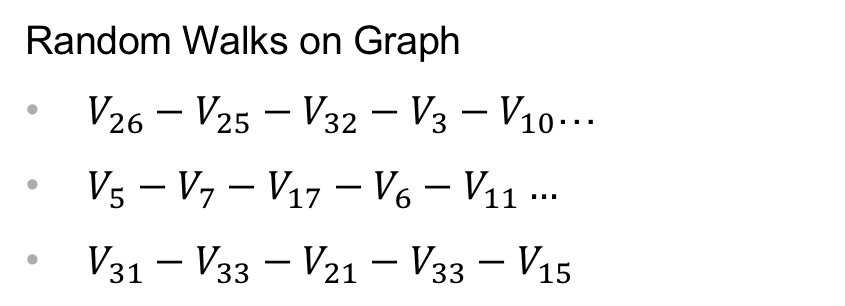 Random Walks on Graph
• V₂₆ − V₂₅ − V₃₂ − V₃ − V₁₀…
• V₅ − V₇ − V₁₇ − V₆ − V₁₁ ...
• V₃₁ − V₃₃ − V₂₁ − V₃₃ − V₁₅